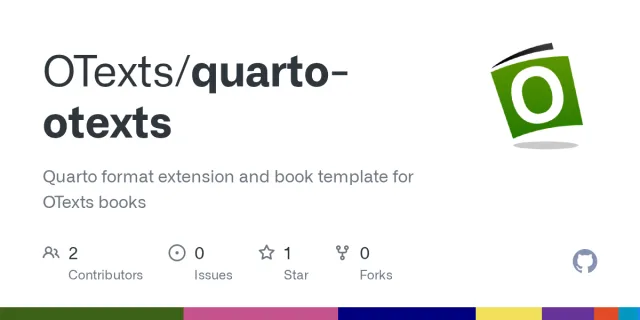 OTexts/quarto-
otexts
O
Quarto format extension and book template for
OTexts books
2
Contributors
0
Issues
1
Star
0
Forks